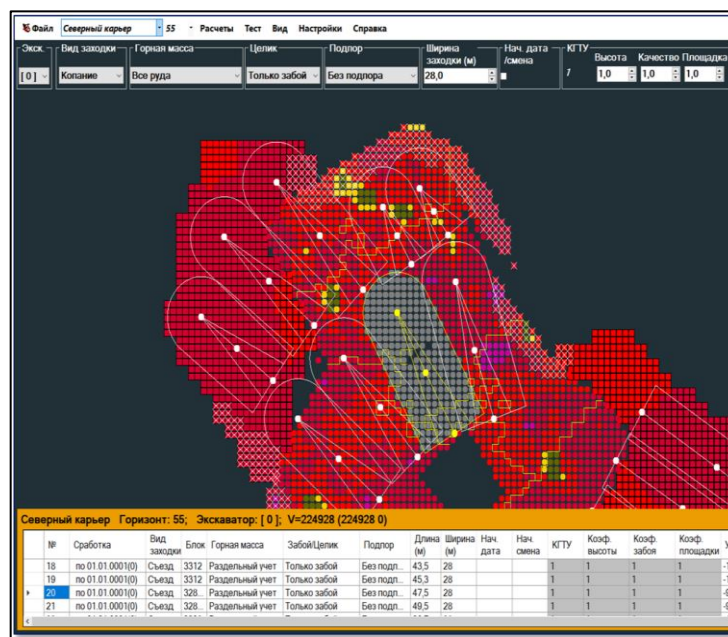 Файл Северный карьер 55 Расчеты Тест Вид Настройки Справка
Экск. Вид заходки Горная масса Целик Подпор Ширина заходки (м) Нач. дата /смена КГТУ Высота Качество Площадка
[ 0 ] Копание Все руда Только забой Без подпора 28,0 1 1,0 1,0 1,0
Северный карьер Горизонт: 55; Экскаватор: [ 0 ]; V=224928 (224928 0)
№ Сработка Вид заходки Блок Горная масса Забой/Целик Подпор Длина (м) Ширина (м) Нач. дата Нач. смена КГТУ Коэф. высоты Коэф. забоя Коэф. площадки
18 по 01.01.0001(0) Съезд 3312 Раздельный учет Только забой Без подп... 43,5 28 1 1 1 1
19 по 01.01.0001(0) Съезд 3312 Раздельный учет Только забой Без подп... 45,3 28 1 1 1 1
20 по 01.01.0001(0) Съезд 328... Раздельный учет Только забой Без подп... 47,5 28 1 1 1 1
21 по 01.01.0001(0) Съезд 328... Раздельный учет Только забой Без подп... 49,5 28 1 1 1 1